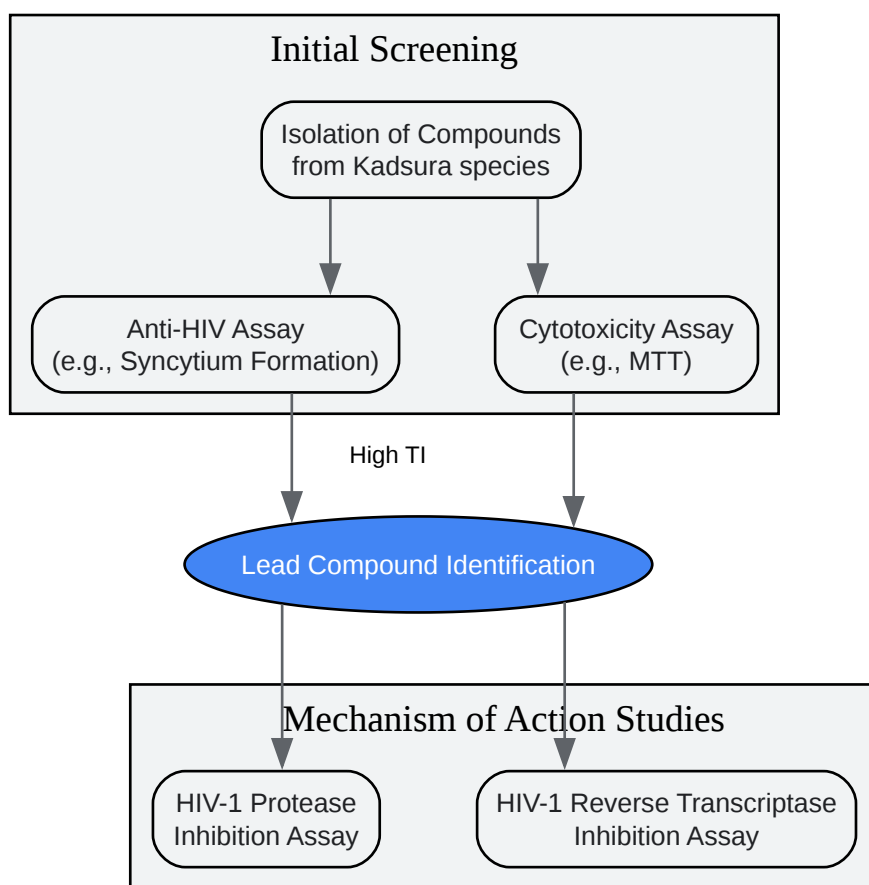 Initial Screening
Isolation of Compounds
from Kadsura species
Anti-HIV Assay
(e.g., Syncytium Formation)
Cytotoxicity Assay
(e.g., MTT)
High TI
Lead Compound Identification
Mechanism of Action Studies
HIV-1 Protease
Inhibition Assay
HIV-1 Reverse Transcriptase
Inhibition Assay